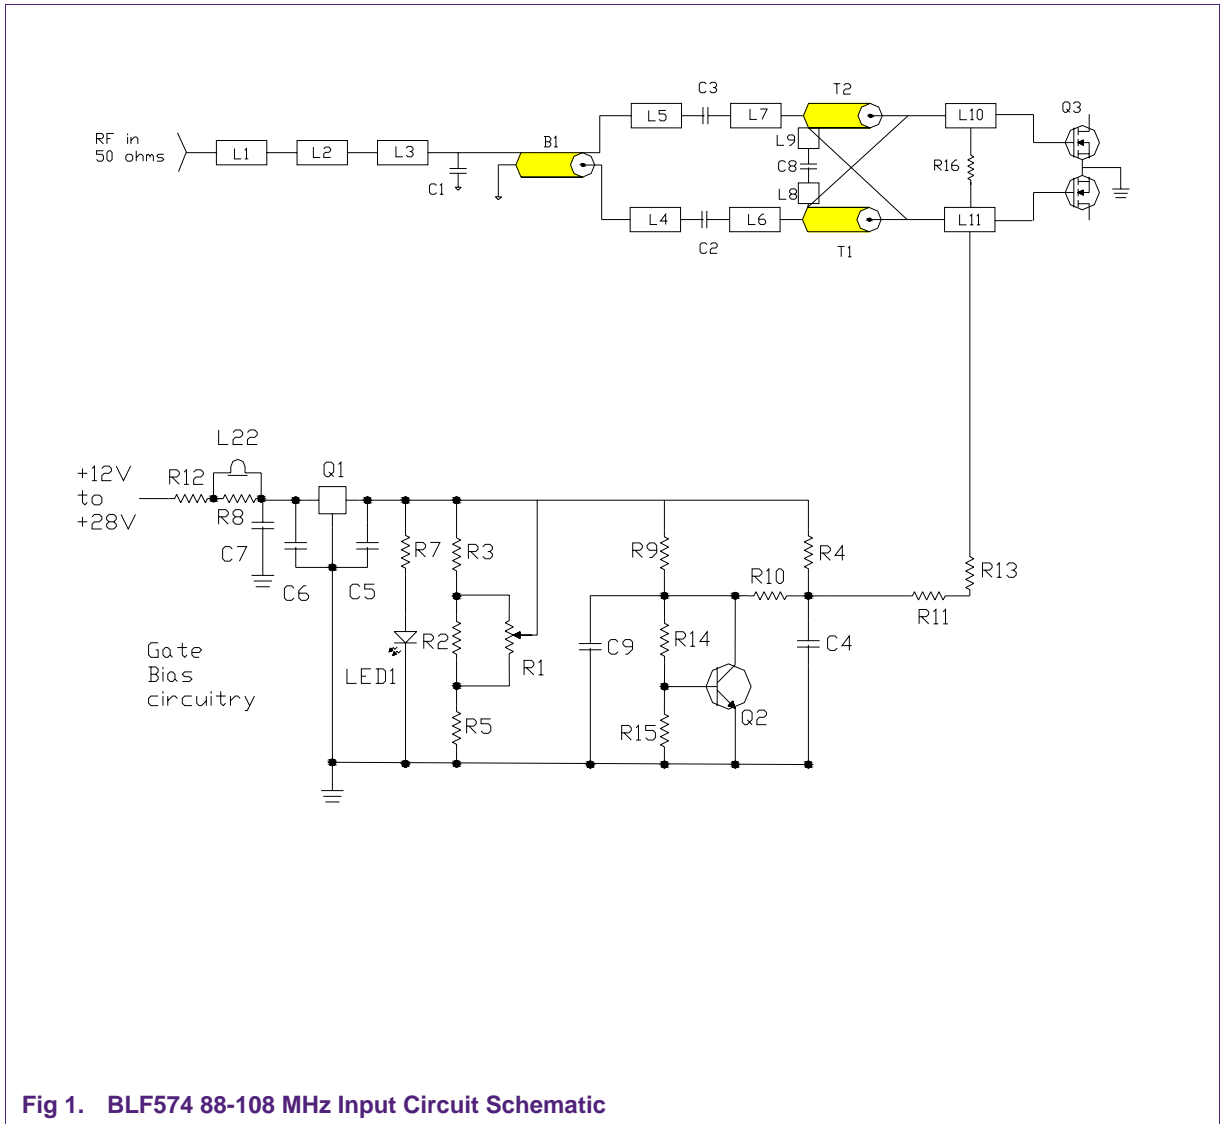 C3
T2
Q3
L5
L7
L10
RF in
50 ohms
B1
L9
L1
L2
L3
C8
R16
C1
L8
L4
L6
L11
C2
T1
L22
+12V
to
+28V
R12
Q1
R8
R7
R3
R9
R4
C7
R10
R13
C6
C5
R11
R2
R14
C9
C4
Gate
Bias
circuitry
LED1
R1
Q2
R5
R15
Fig 1. BLF574 88-108 MHz Input Circuit Schematic